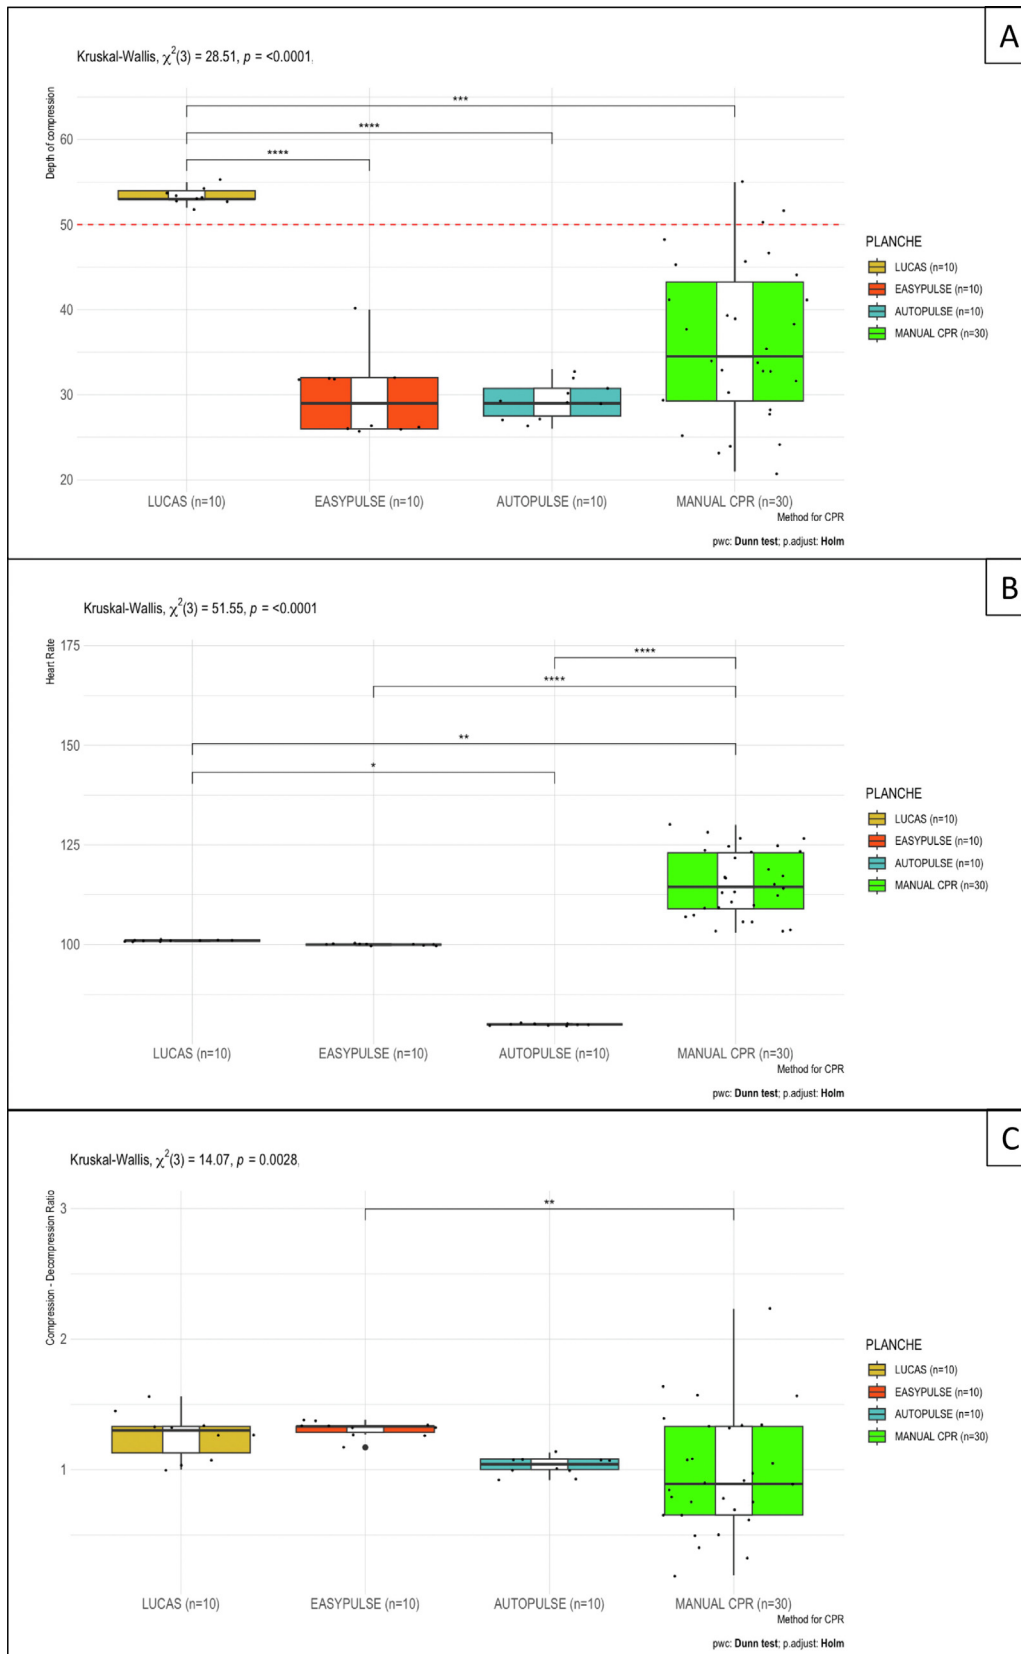 A
Kruskal-Wallis, χ²(3) = 28.51, p = <0.0001,
Depth of compression
***
****
****
60
50
40
30
20
PLANCHE
LUCAS (n=10)
EASYPULSE (n=10)
AUTOPULSE (n=10)
MANUAL CPR (n=30)
LUCAS (n=10) EASYPULSE (n=10) AUTOPULSE (n=10) MANUAL CPR (n=30)
Method for CPR
pwc: Dunn test; p.adjust: Holm
B
Kruskal-Wallis, χ²(3) = 51.55, p = <0.0001
Heart Rate
175
****
****
150
**
*
125
100
PLANCHE
LUCAS (n=10)
EASYPULSE (n=10)
AUTOPULSE (n=10)
MANUAL CPR (n=30)
LUCAS (n=10) EASYPULSE (n=10) AUTOPULSE (n=10) MANUAL CPR (n=30)
Method for CPR
pwc: Dunn test; p.adjust: Holm
C
Kruskal-Wallis, χ²(3) = 14.07, p = 0.0028,
Compression - Decompression Ratio
**
3
2
1
PLANCHE
LUCAS (n=10)
EASYPULSE (n=10)
AUTOPULSE (n=10)
MANUAL CPR (n=30)
LUCAS (n=10) EASYPULSE (n=10) AUTOPULSE (n=10) MANUAL CPR (n=30)
Method for CPR
pwc: Dunn test; p.adjust: Holm